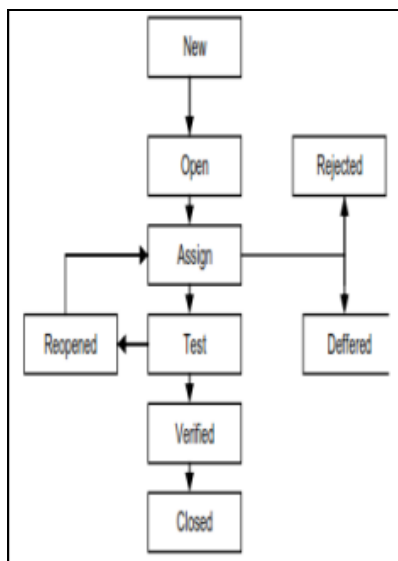 New
Open
Rejected
Assign
Reopened
Test
Deffered
Verified
Closed